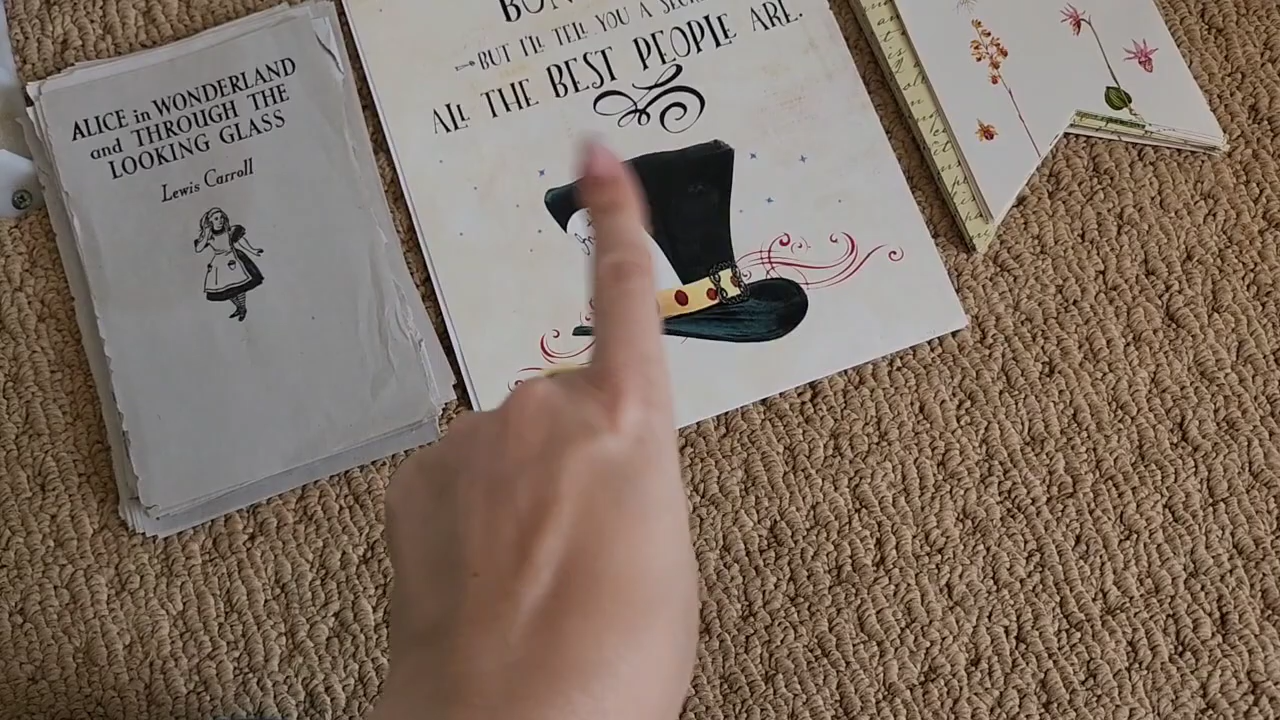 ALICE in WONDERLAND
and THROUGH THE
LOOKING GLASS
Lewis Carroll
BUT I'LL TELL YOU A
ALL THE BEST PEOPLE ARE.